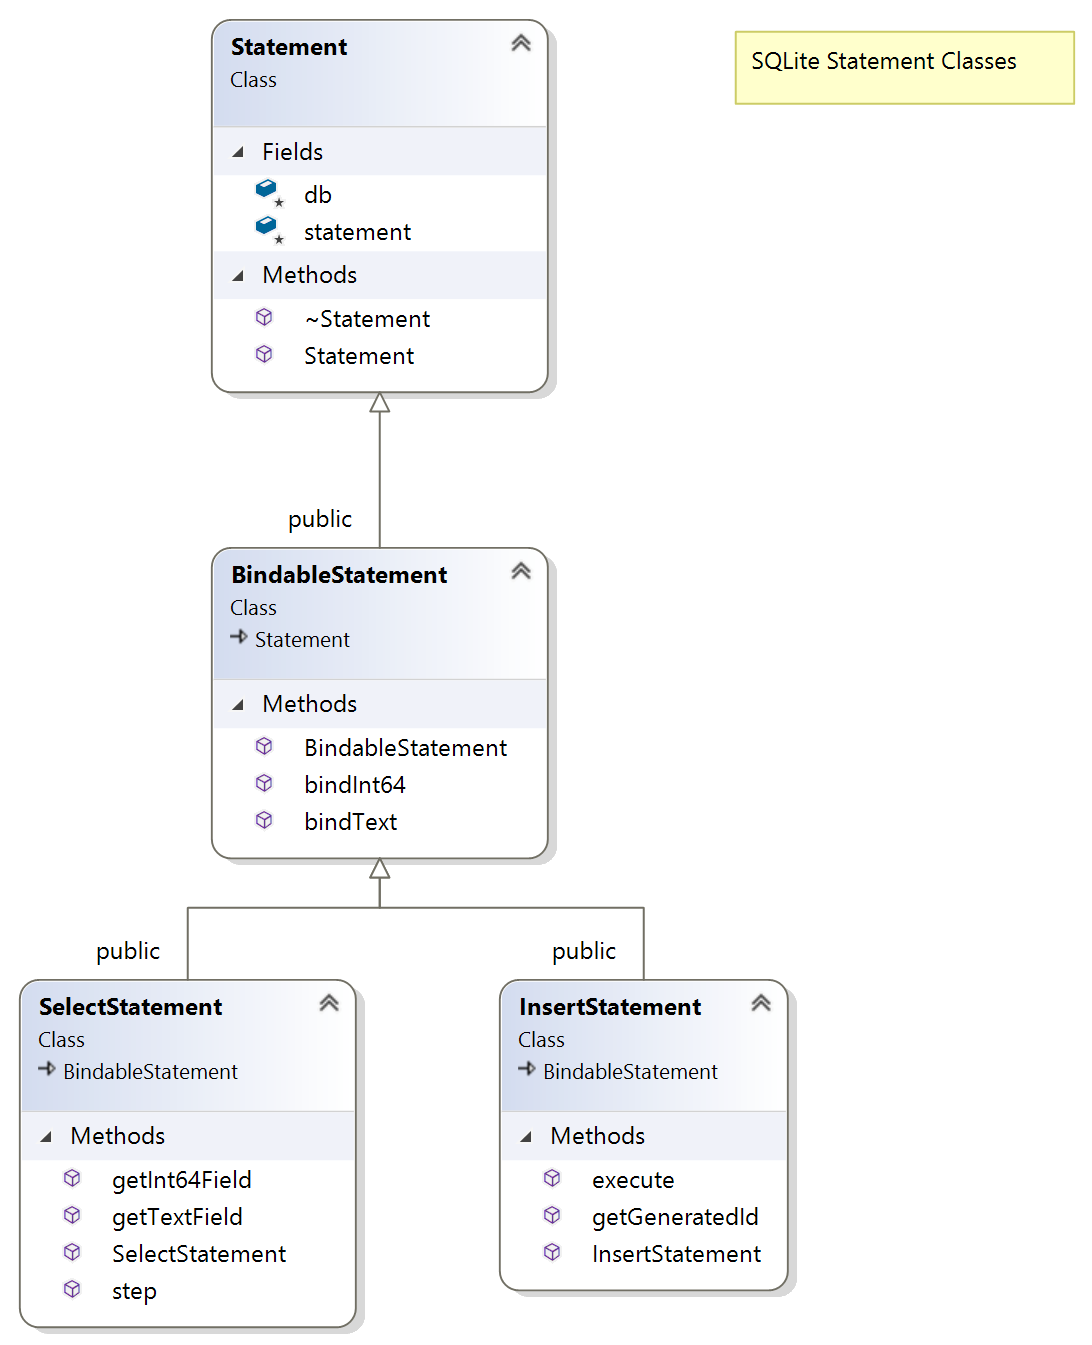 Statement
Class
Fields
db
statement
Methods
~Statement
Statement
SQLite Statement Classes
public
BindableStatement
Class
Statement
Methods
BindableStatement
bindInt64
bindText
public
SelectStatement
Class
BindableStatement
Methods
getInt64Field
getTextField
SelectStatement
step
public
InsertStatement
Class
BindableStatement
Methods
execute
getGeneratedId
InsertStatement